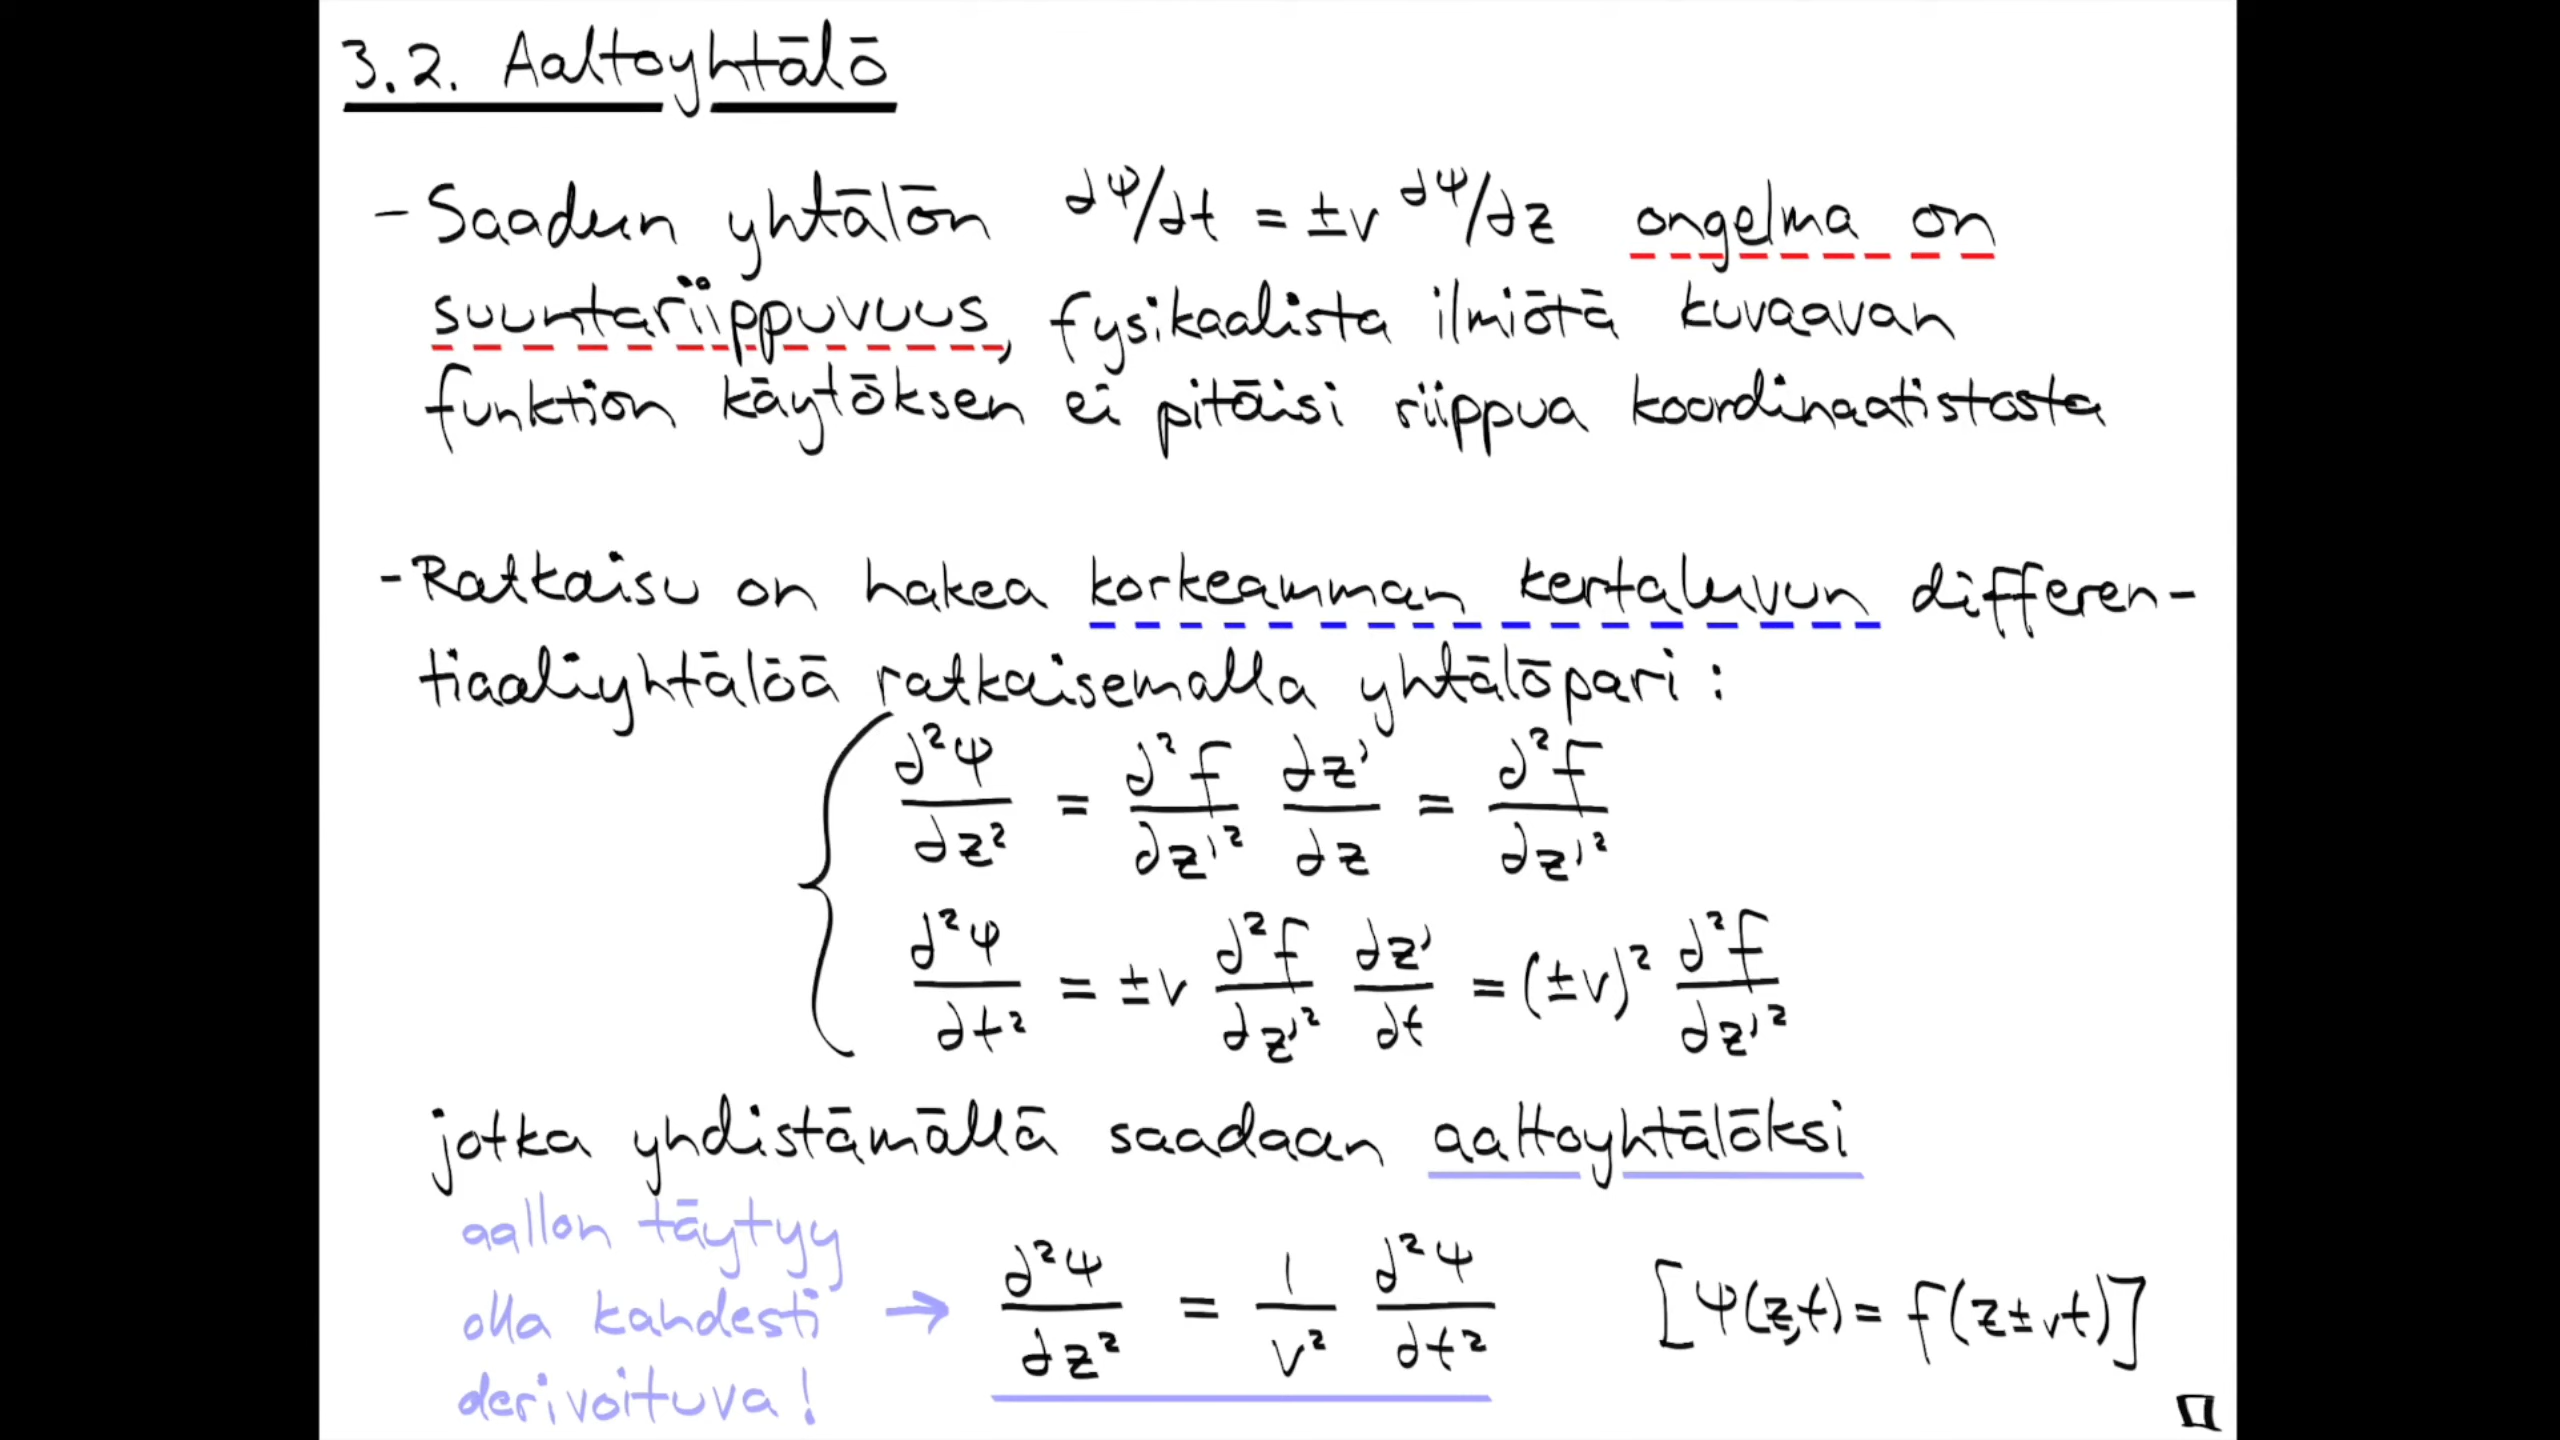 3.2. Aaltoyhtälö
- Saadun yhtälön ∂ψ/∂t = ±v ∂ψ/∂z ongelma on
suuntariippuvuus, fysikaalista ilmiötä kuvaavan
funktion käytöksen ei pitäisi riippua koordinaatistosta
- Ratkaisu on hakea korkeamman kertaluvun differen-
tiaaliyhtälöä ratkaisemalla yhtälöpari:
∂²ψ/∂z² = ∂²f/∂z'² ∂z'/∂z = ∂²f/∂z'²
∂²ψ/∂t² = ±v ∂²f/∂z'² ∂z'/∂t = (±v)² ∂²f/∂z'²
jotka yhdistämällä saadaan aaltoyhtälöksi
aallon täytyy
olla kahdesti
derivoituva!
→ ∂²ψ/∂z² = 1/v² ∂²ψ/∂t² [ψ(z,t) = f(z±vt)]